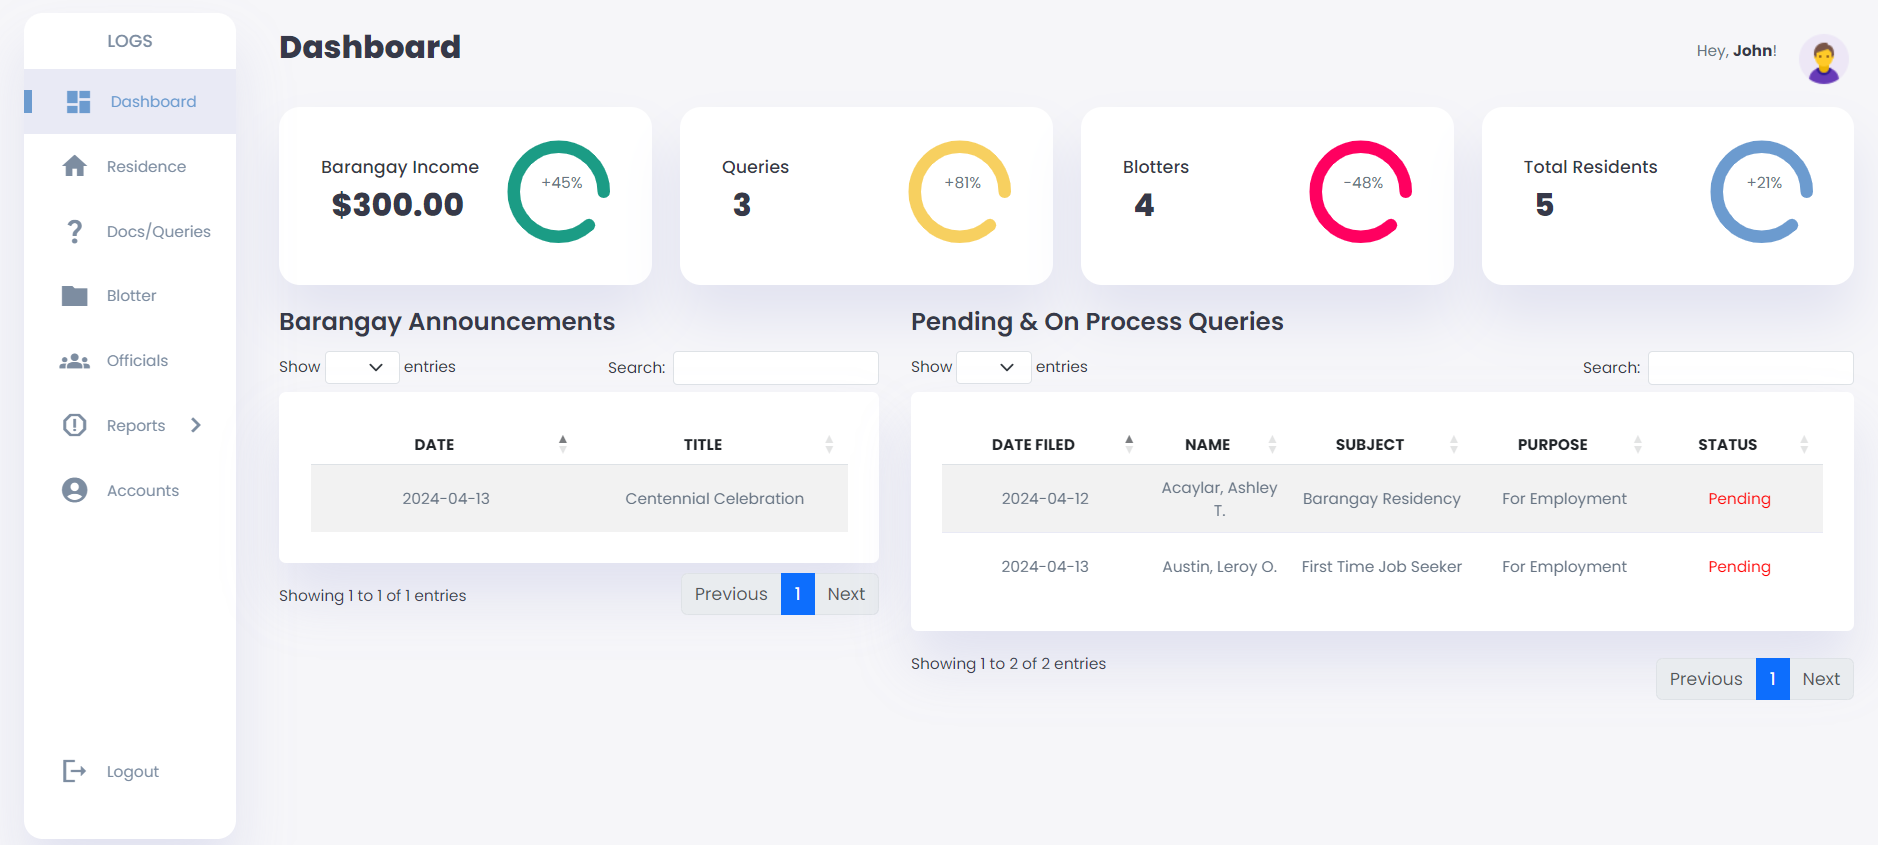 LOGS
Dashboard
Residence
Docs/Queries
Blotter
Officials
Reports
Accounts
Logout
Dashboard
Hey, John!
Barangay Income
$300.00
+45%
Queries
3
+81%
Blotters
4
-48%
Total Residents
5
+21%
Barangay Announcements
Show entries
Search:
DATE TITLE
2024-04-13 Centennial Celebration
Showing 1 to 1 of 1 entries
Previous 1 Next
Pending & On Process Queries
Show entries
Search:
DATE FILED NAME SUBJECT PURPOSE STATUS
2024-04-12 Acaylar, Ashley Barangay Residency For Employment Pending
T.
2024-04-13 Austin, Leroy O. First Time Job Seeker For Employment Pending
Showing 1 to 2 of 2 entries
Previous 1 Next